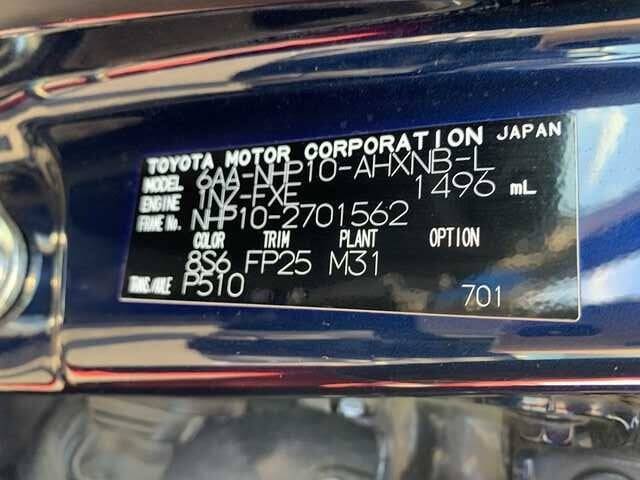 TOYOTA MOTOR CORPORATION JAPAN
MODEL 6AA-NHP10-AHXNB-L
ENGINE 1NZ-FXE 1496 mL
FRAME No. NHP10-2701562
COLOR TRIM PLANT OPTION
8S6 FP25 M31
TRANS/AXLE P510 701